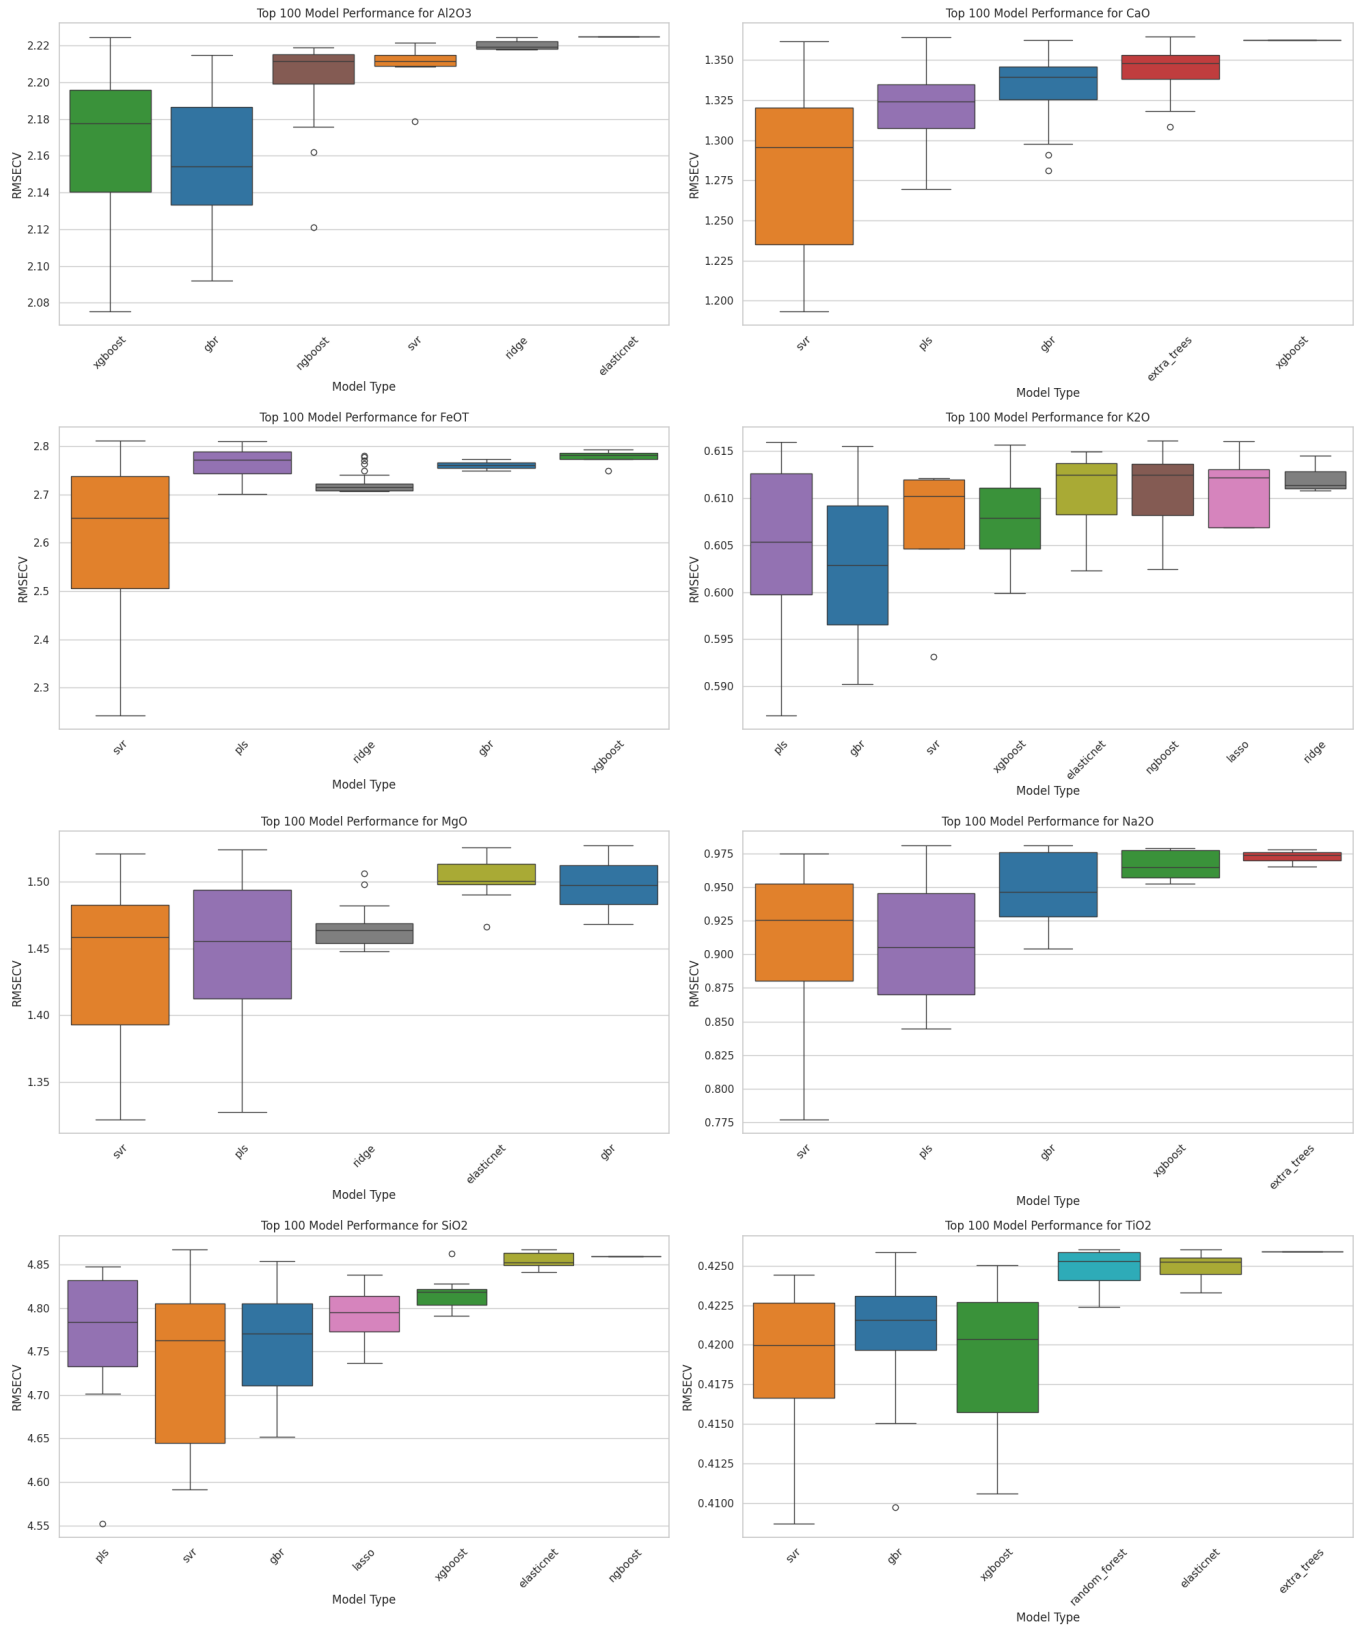 Top 100 Model Performance for Al2O3
RMSECV
2.22
2.20
2.18
2.16
2.14
2.12
2.10
2.08
xgboost
gbr
ngboost
svr
ridge
elasticnet
Model Type
Top 100 Model Performance for CaO
RMSECV
1.350
1.325
1.300
1.275
1.250
1.225
1.200
svr
pls
gbr
extra_trees
xgboost
Model Type
Top 100 Model Performance for FeOT
RMSECV
2.8
2.7
2.6
2.5
2.4
2.3
svr
pls
ridge
gbr
xgboost
Model Type
Top 100 Model Performance for K2O
RMSECV
0.615
0.610
0.605
0.600
0.595
0.590
pls
gbr
svr
xgboost
elasticnet
ngboost
lasso
ridge
Model Type
Top 100 Model Performance for MgO
RMSECV
1.50
1.45
1.40
1.35
svr
pls
ridge
elasticnet
gbr
Model Type
Top 100 Model Performance for Na2O
RMSECV
0.975
0.950
0.925
0.900
0.875
0.850
0.825
0.800
0.775
svr
pls
gbr
xgboost
extra_trees
Model Type
Top 100 Model Performance for SiO2
RMSECV
4.85
4.80
4.75
4.70
4.65
4.60
4.55
pls
svr
gbr
lasso
xgboost
elasticnet
ngboost
Model Type
Top 100 Model Performance for TiO2
RMSECV
0.4250
0.4225
0.4200
0.4175
0.4150
0.4125
0.4100
svr
gbr
xgboost
random_forest
elasticnet
extra_trees
Model Type